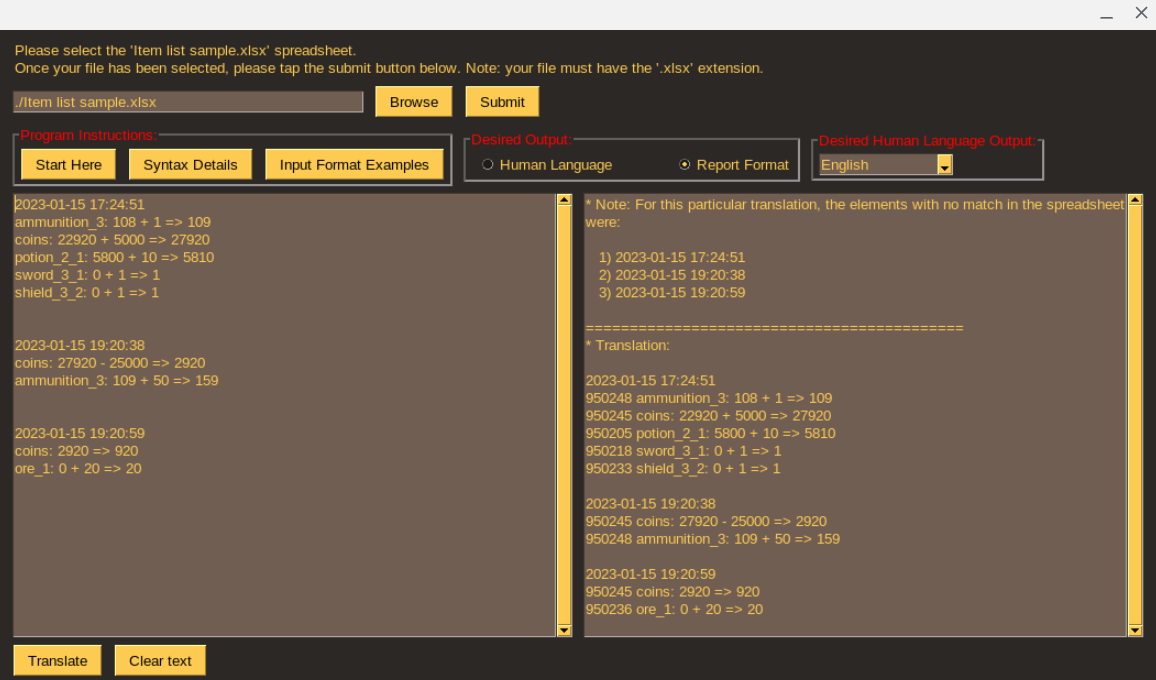 Please select the 'Item list sample.xlsx' spreadsheet.
Once your file has been selected, please tap the submit button below. Note: your file must have the '.xlsx' extension.
./Item list sample.xlsx
Browse
Submit
Program Instructions:
Start Here
Syntax Details
Input Format Examples
Desired Output:
Human Language
Report Format
Desired Human Language Output:
English
2023-01-15 17:24:51
ammunition_3: 108 + 1 => 109
coins: 22920 + 5000 => 27920
potion_2_1: 5800 + 10 => 5810
sword_3_1: 0 + 1 => 1
shield_3_2: 0 + 1 => 1
2023-01-15 19:20:38
coins: 27920 - 25000 => 2920
ammunition_3: 109 + 50 => 159
2023-01-15 19:20:59
coins: 2920 => 920
ore_1: 0 + 20 => 20
* Note: For this particular translation, the elements with no match in the spreadsheet
were:
1) 2023-01-15 17:24:51
2) 2023-01-15 19:20:38
3) 2023-01-15 19:20:59
===========================================
* Translation:
2023-01-15 17:24:51
950248 ammunition_3: 108 + 1 => 109
950245 coins: 22920 + 5000 => 27920
950205 potion_2_1: 5800 + 10 => 5810
950218 sword_3_1: 0 + 1 => 1
950233 shield_3_2: 0 + 1 => 1
2023-01-15 19:20:38
950245 coins: 27920 - 25000 => 2920
950248 ammunition_3: 109 + 50 => 159
2023-01-15 19:20:59
950245 coins: 2920 => 920
950236 ore_1: 0 + 20 => 20
Translate
Clear text